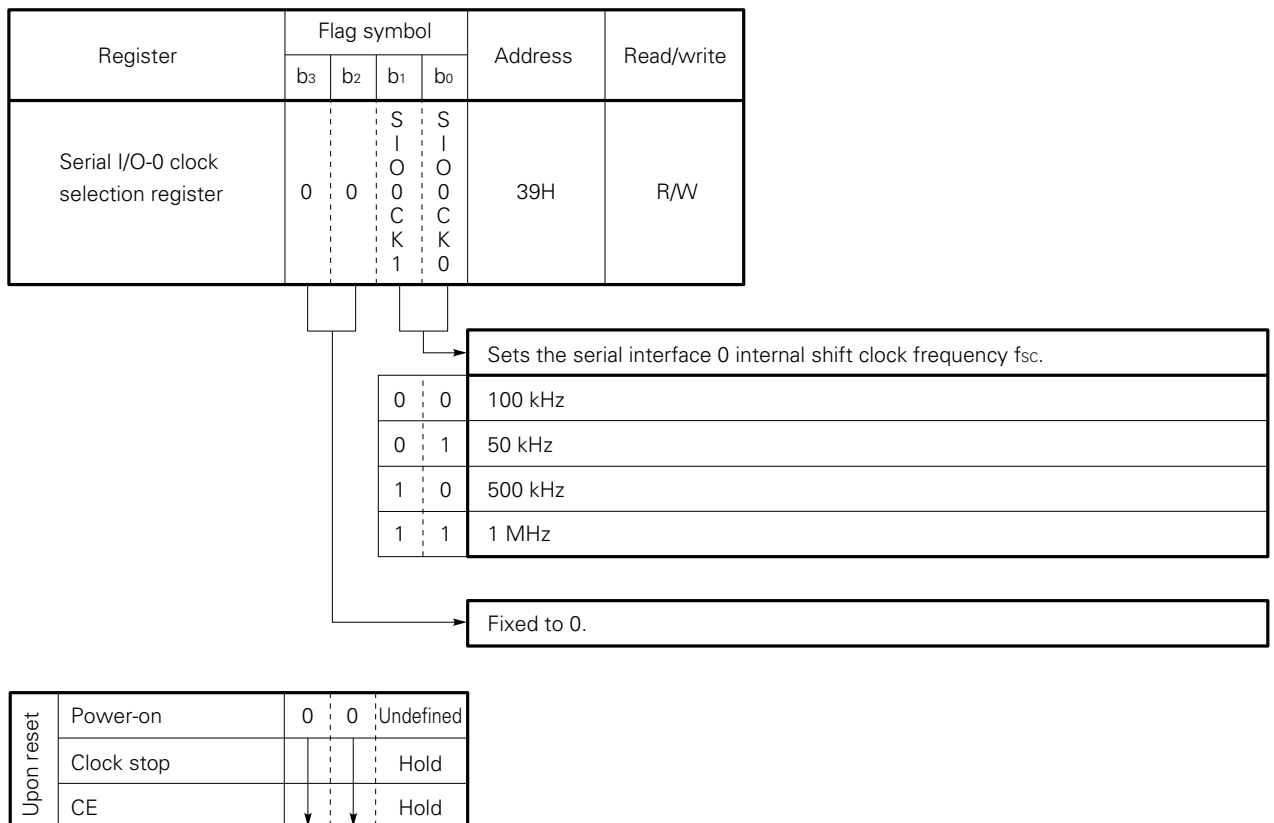 Register Flag symbol Address Read/write
b3 b2 b1 b0
Serial I/O-0 clock selection register 0 0 SIO0CK1 SIO0CK0 39H R/W
Sets the serial interface 0 internal shift clock frequency fsc.
0 0 100 kHz
0 1 50 kHz
1 0 500 kHz
1 1 1 MHz
Fixed to 0.
Upon reset
Power-on 0 0 Undefined
Clock stop Hold
CE Hold